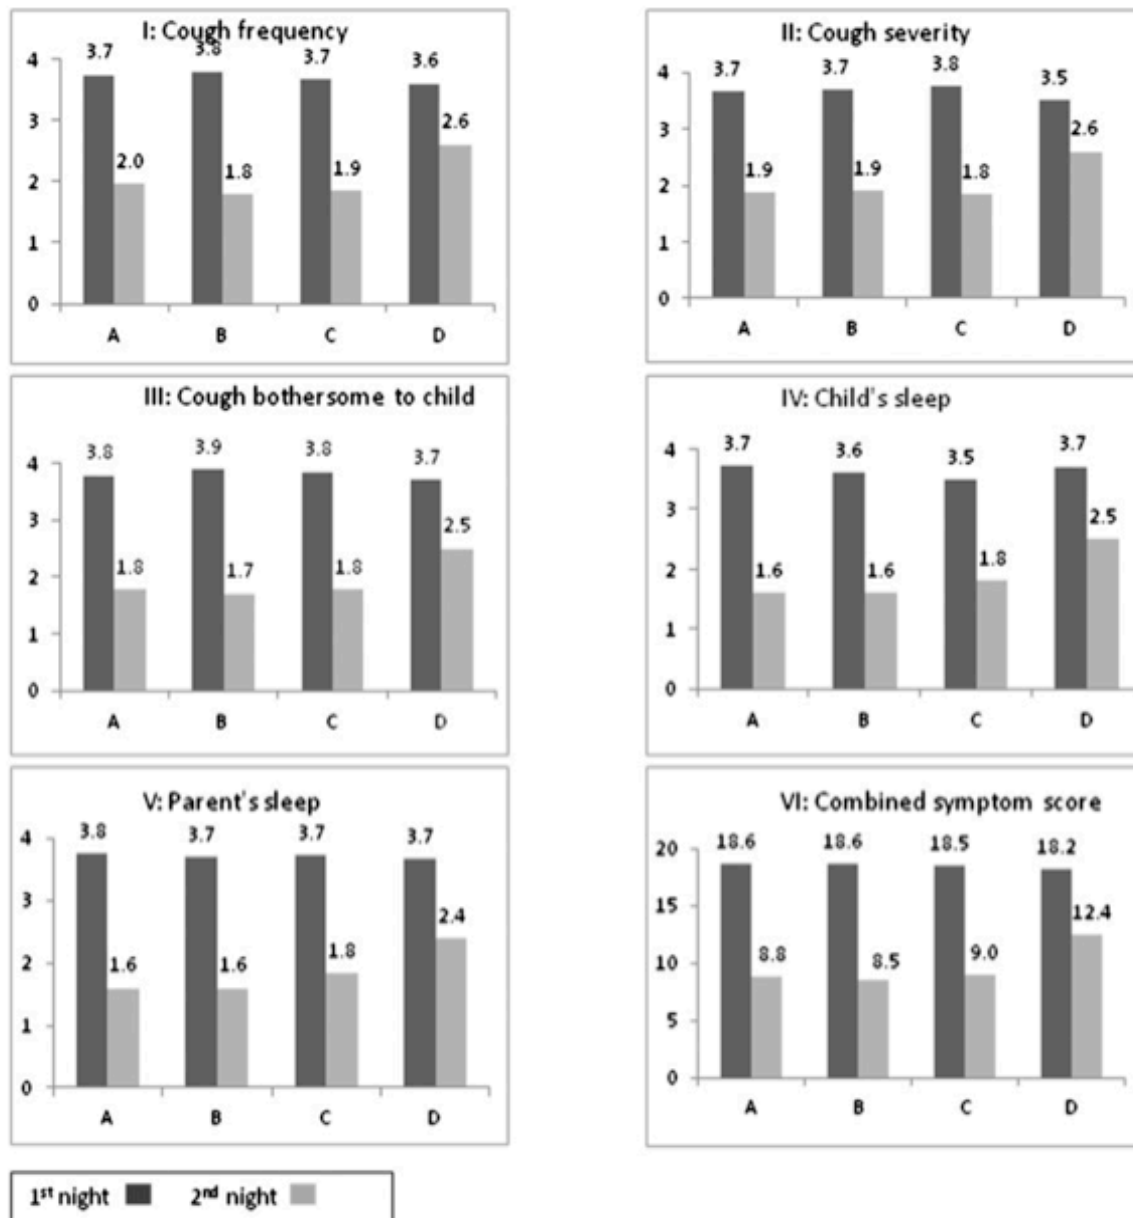 I: Cough frequency
3.7 3.8 3.7 3.6
4
3
2.6
2.0 1.8 1.9
2
1
0
A B C D
II: Cough severity
3.7 3.7 3.8 3.5
4
3
2.6
1.9 1.9 1.8
2
1
0
A B C D
III: Cough bothersome to child
3.8 3.9 3.8 3.7
4
3
2.5
1.8 1.7 1.8
2
1
0
A B C D
IV: Child's sleep
3.7 3.6 3.5 3.7
4
3
2.5
1.6 1.6 1.8
2
1
0
A B C D
V: Parent's sleep
3.8 3.7 3.7 3.7
4
3
2.4
1.6 1.6 1.8
2
1
0
A B C D
VI: Combined symptom score
18.6 18.6 18.5 18.2
20
15
12.4
8.8 8.5 9.0
10
5
0
A B C D
1st night 2nd night